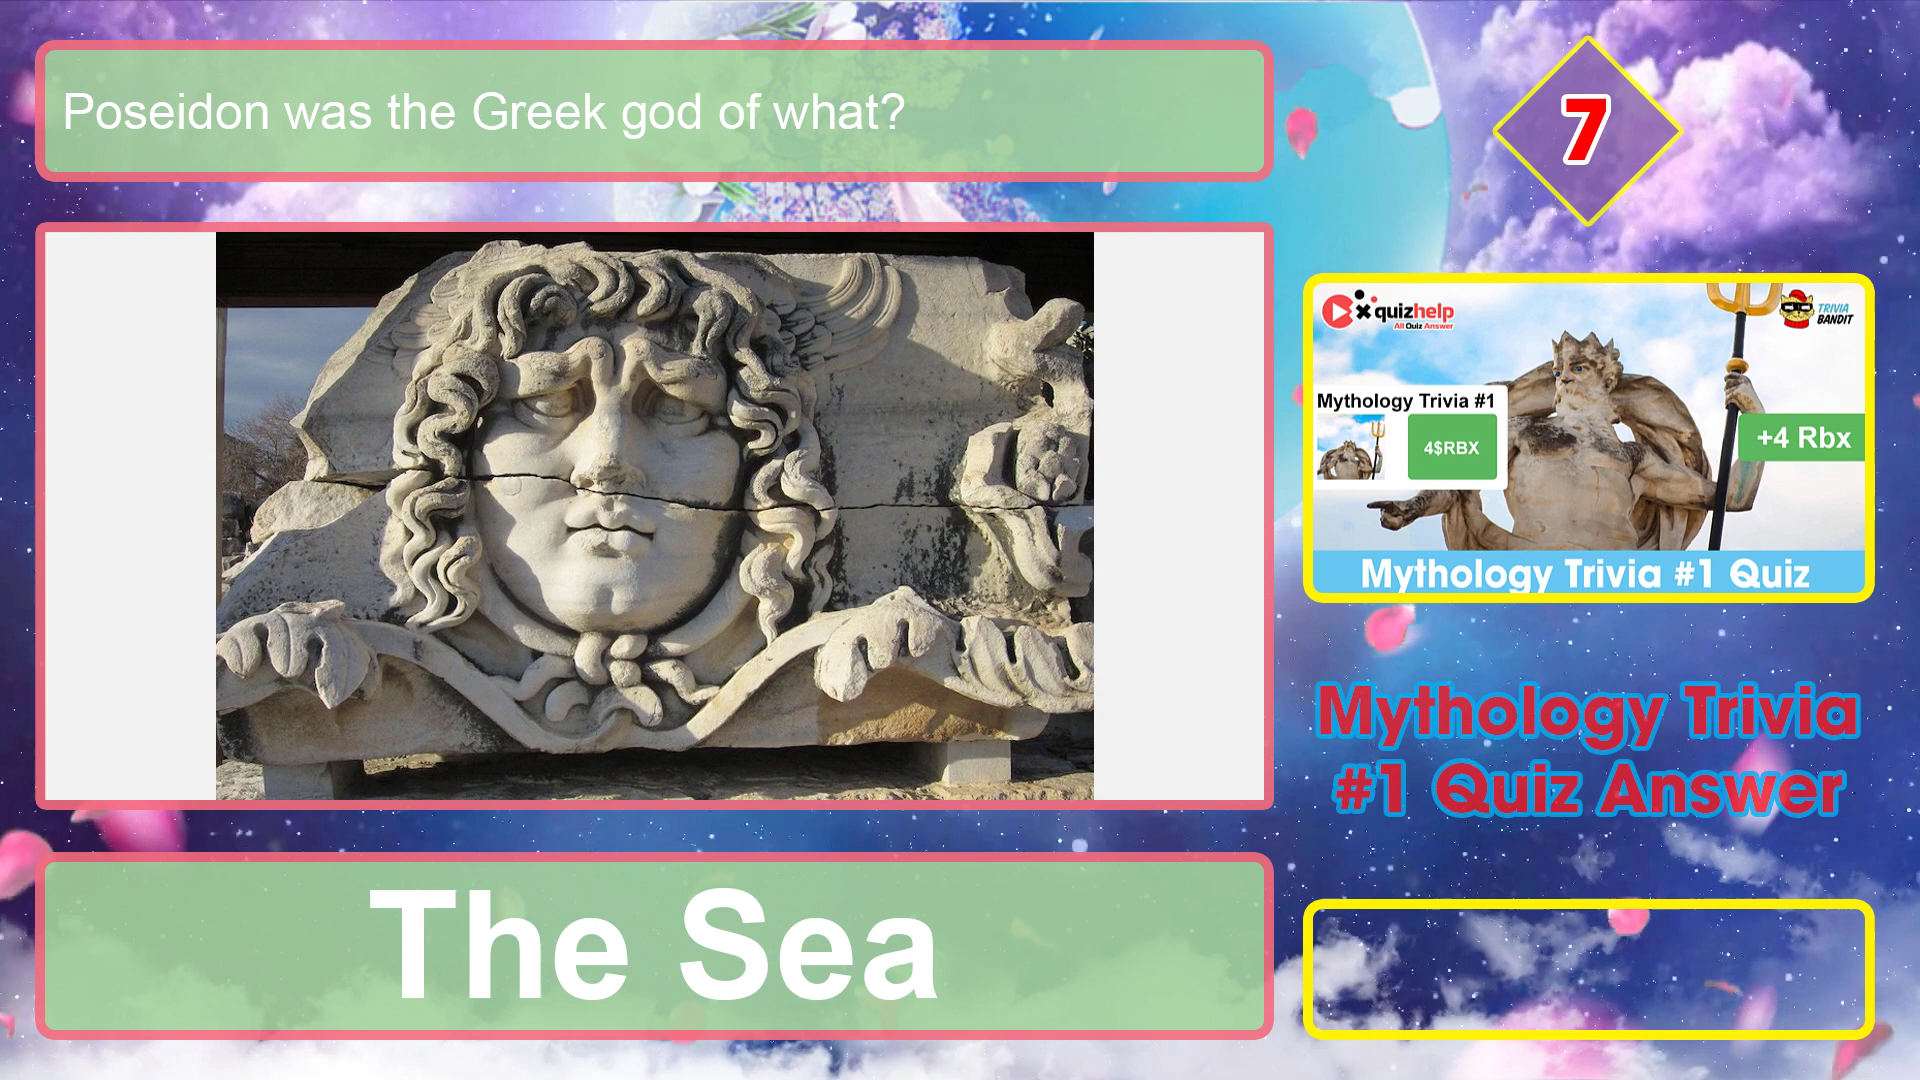 Poseidon was the Greek god of what?
7
quizhelp
All Quiz Answer
TRIVIA
BANDIT
Mythology Trivia #1
4$RBX
+4 Rbx
Mythology Trivia #1 Quiz
Mythology Trivia
#1 Quiz Answer
The Sea